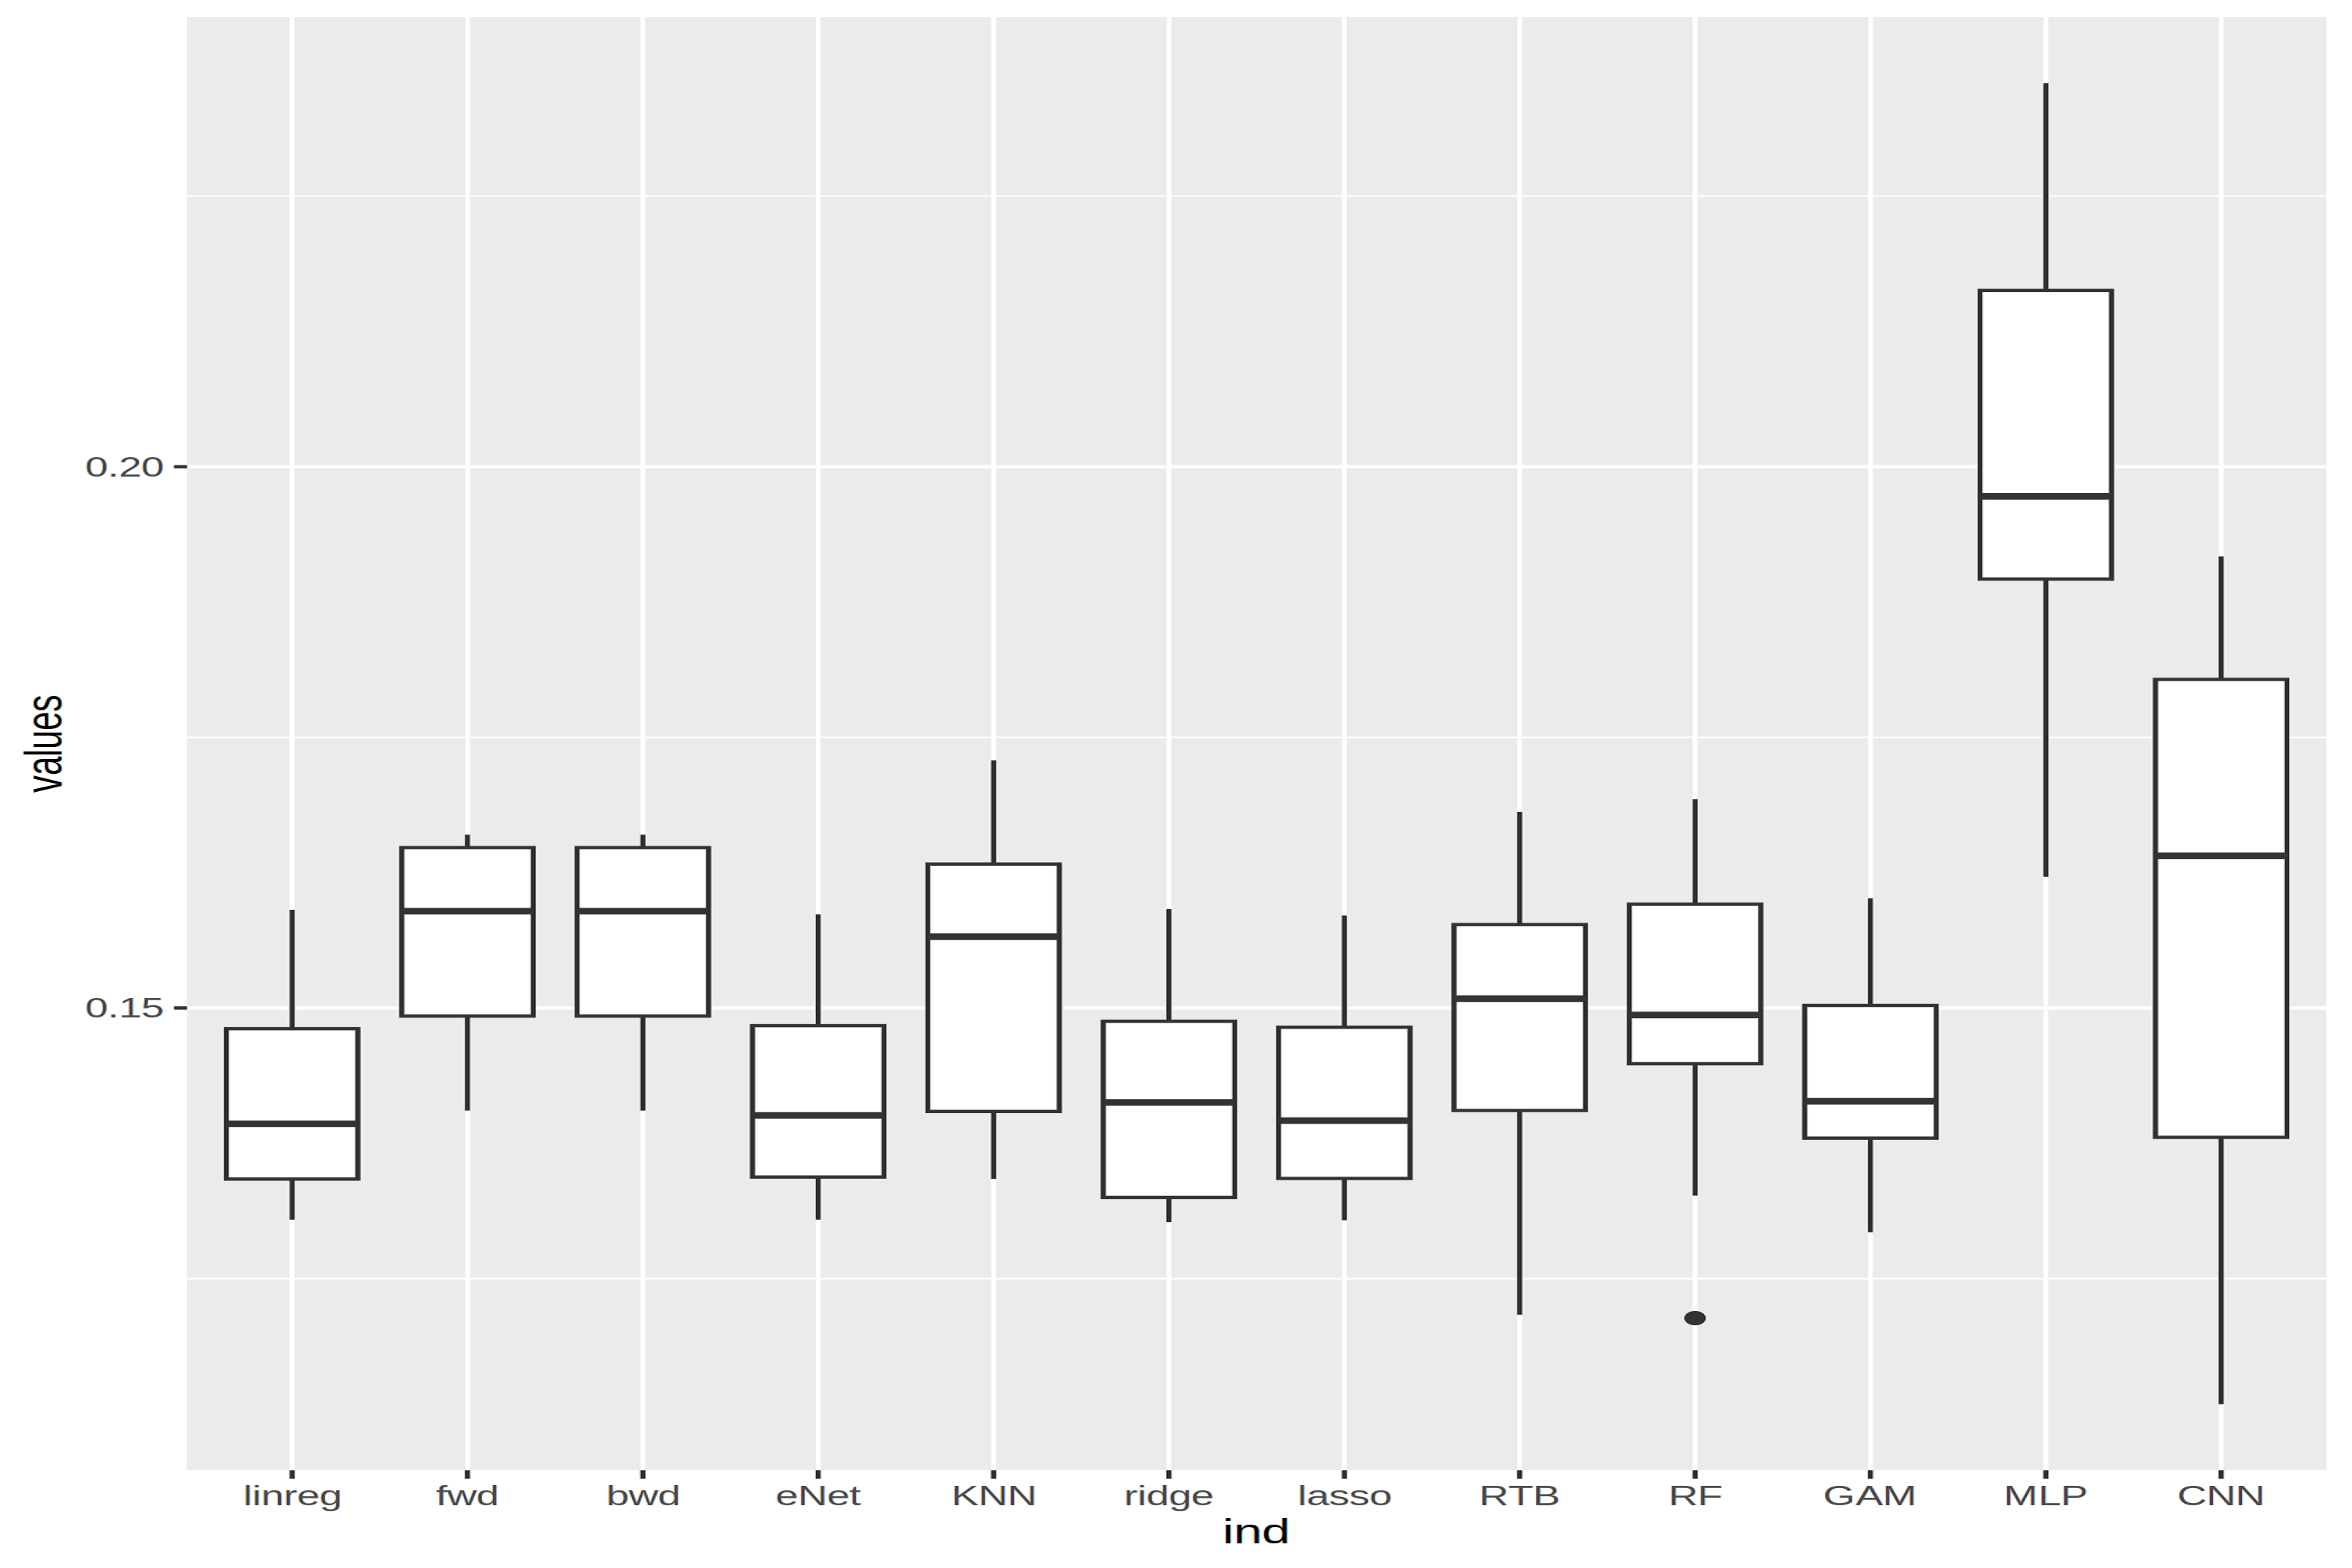 values
0.20
0.15
linreg fwd bwd eNet KNN ridge lasso RTB RF GAM MLP CNN
ind